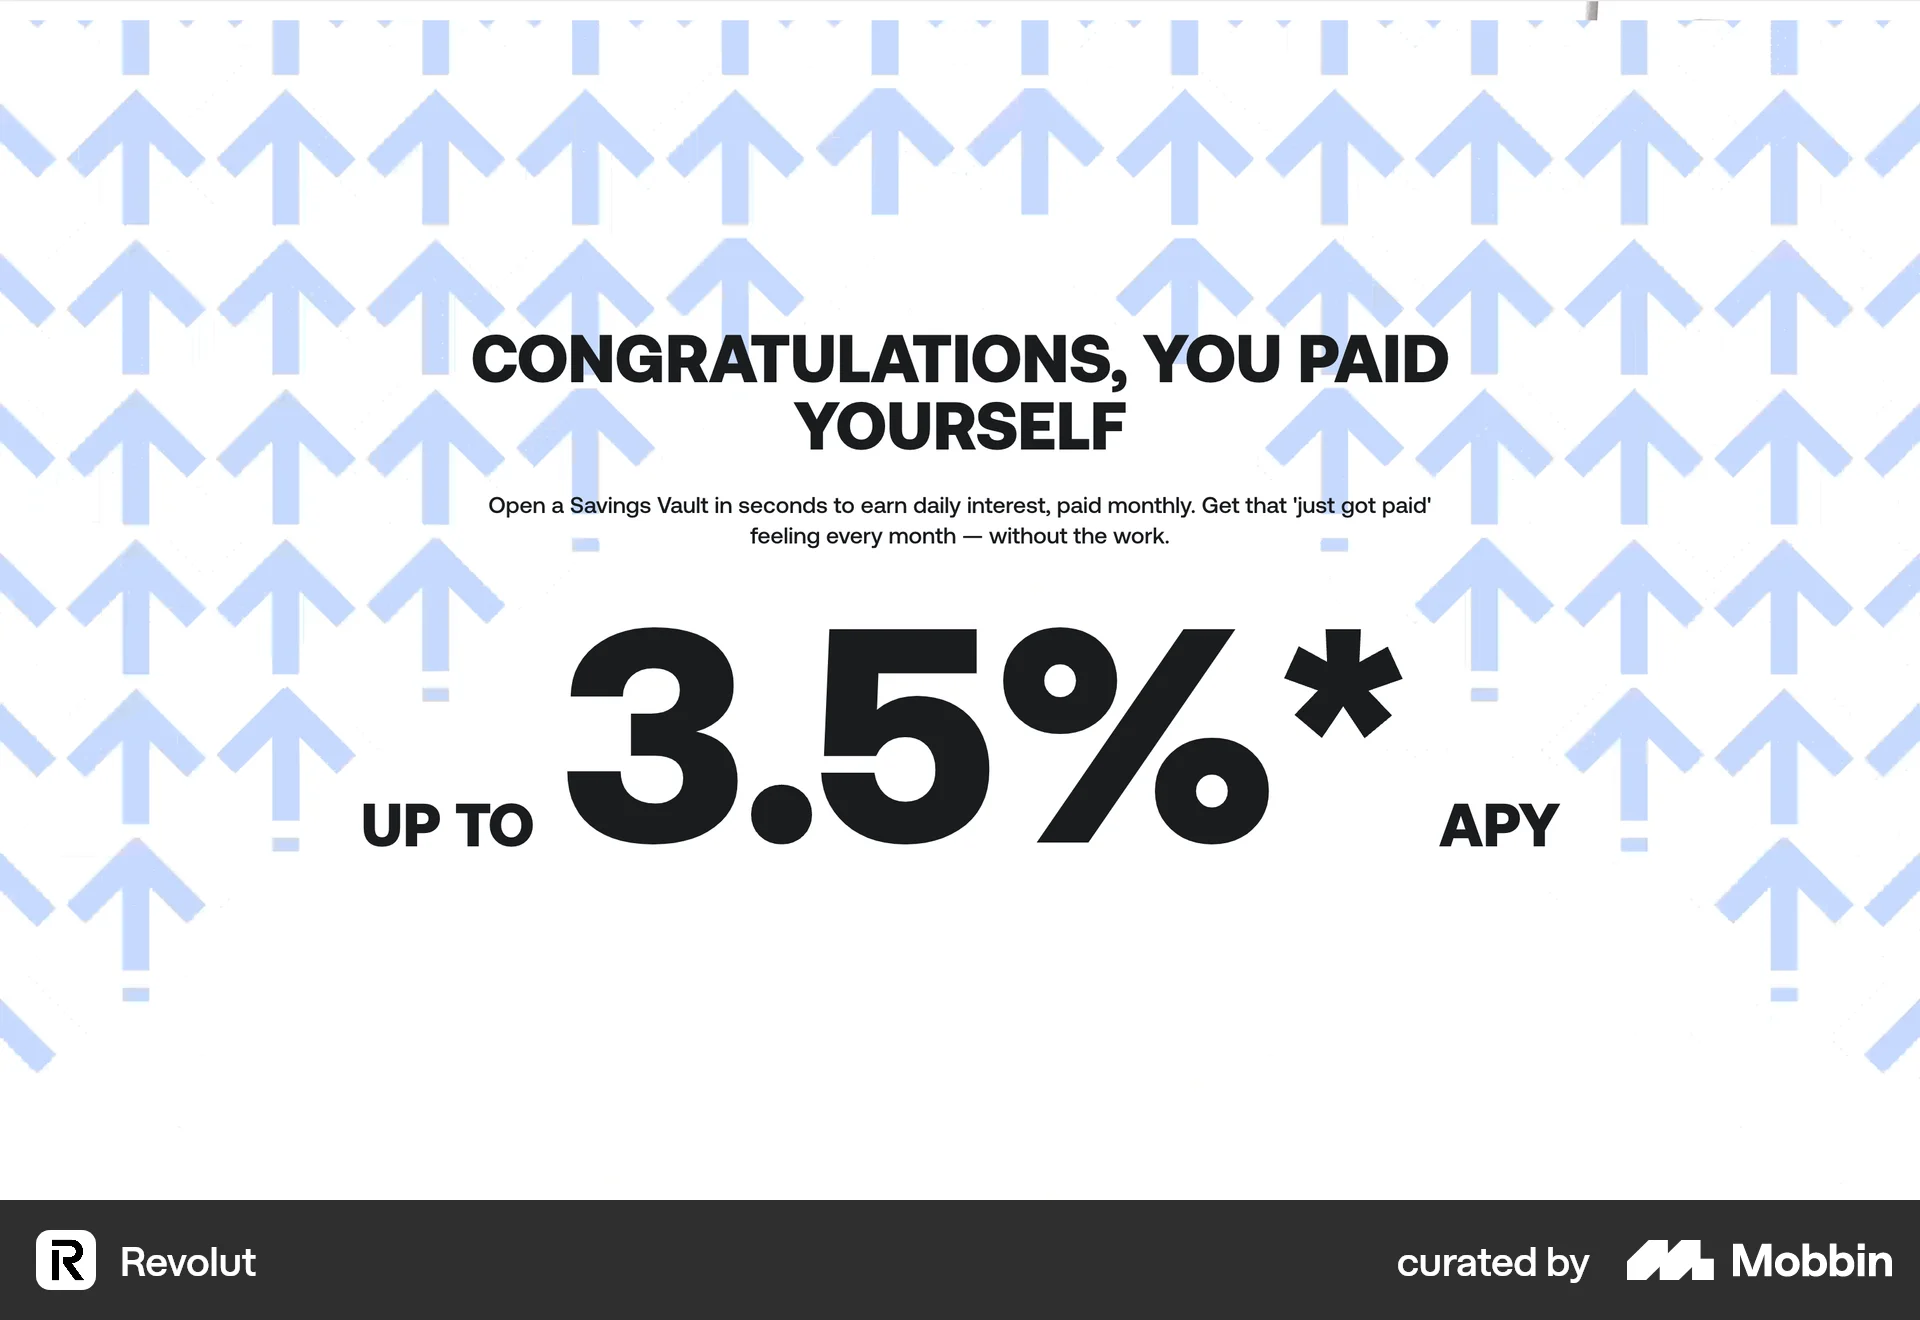 CONGRATULATIONS, YOU PAID
YOURSELF
Open a Savings Vault in seconds to earn daily interest, paid monthly. Get that 'just got paid'
feeling every month — without the work.
UP TO 3.5%* APY
Revolut
curated by Mobbin